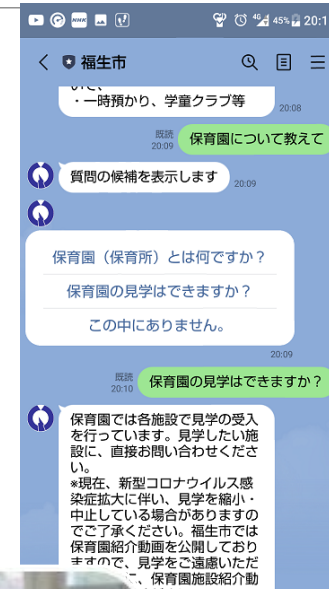 45% 20:1
福生市
・一時預かり、学童クラブ等
20:08
既読
20:09
保育園について教えて
質問の候補を表示します
20:09
保育園（保育所）とは何ですか？
保育園の見学はできますか？
この中にありません。
20:09
既読
20:10
保育園の見学はできますか？
保育園では各施設で見学の受入
を行っています。見学したい施
設に、直接お問い合わせくださ
い。
*現在、新型コロナウイルス感
染症拡大に伴い、見学を縮小・
中止している場合がありますの
でご了承ください。福生市では
保育園紹介動画を公開しており
ますので、見学をご遠慮いただ
に、保育園施設紹介動